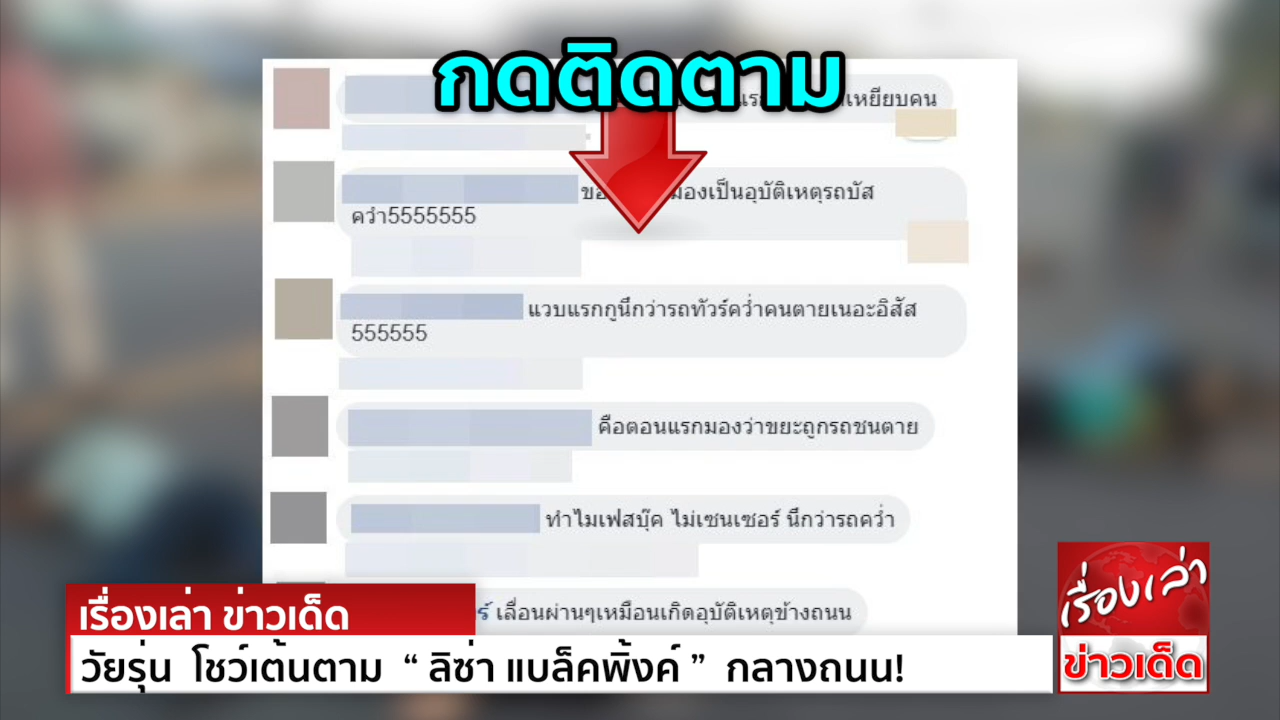 กดติดตาม
เหยียบคน
มองเป็นอุบัติเหตุรถบัส
คว่ำ5555555
แวบแรกกูนึกว่ารถทัวร์คว่ำคนตายเนอะอิสัส
555555
คือตอนแรกมองว่าขยะถูกรถชนตาย
ทำไมเฟสบุ๊ค ไม่เซนเซอร์ นึกว่ารถคว่ำ
เลื่อนผ่านๆเหมือนเกิดอุบัติเหตุข้างถนน
เรื่องเล่า ข่าวเด็ด
วัยรุ่น โชว์เต้นตาม “ ลิซ่า แบล็คพิ้งค์ ” กลางถนน!
เรื่องเล่า
ข่าวเด็ด